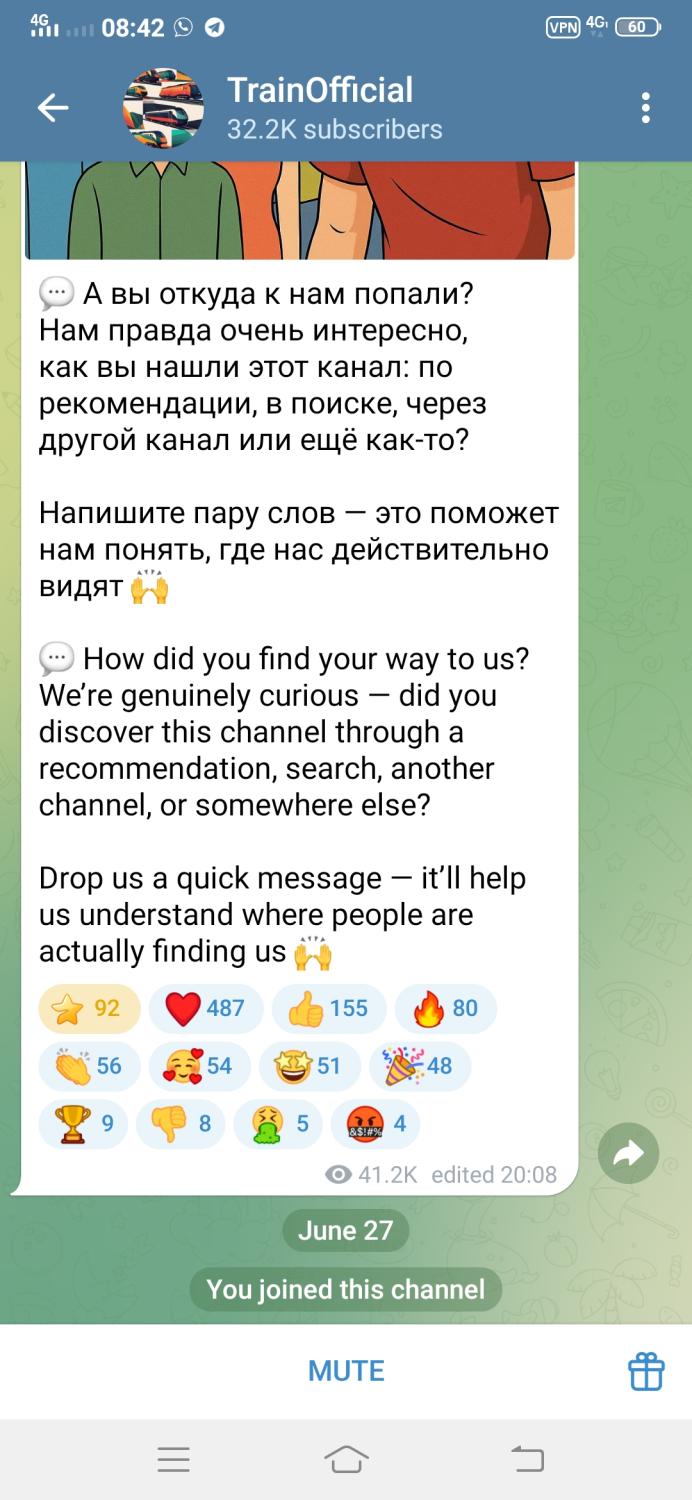 4G 08:42 VPN 4G 60
TrainOfficial
32.2K subscribers
💬 А вы откуда к нам попали?
Нам правда очень интересно,
как вы нашли этот канал: по
рекомендации, в поиске, через
другой канал или ещё как-то?
Напишите пару слов — это поможет
нам понять, где нас действительно
видят 🙌
💬 How did you find your way to us?
We’re genuinely curious — did you
discover this channel through a
recommendation, search, another
channel, or somewhere else?
Drop us a quick message — it’ll help
us understand where people are
actually finding us 🙌
⭐ 92 ❤️ 487 👍 155 🔥 80
👏 56 🥰 54 🤩 51 🎉 48
🏆 9 👎 8 🤮 5 🤬 4
41.2K edited 20:08
June 27
You joined this channel
MUTE